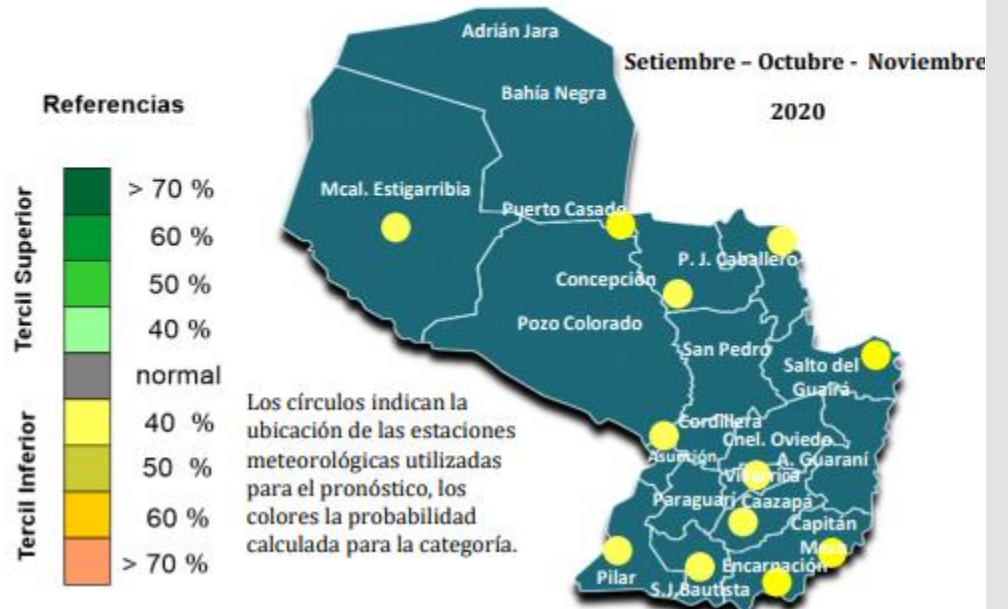 Setiembre – Octubre - Noviembre
2020
Referencias
Tercil Superior
> 70 %
60 %
50 %
40 %
normal
Tercil Inferior
40 %
50 %
60 %
> 70 %
Los círculos indican la
ubicación de las estaciones
meteorológicas utilizadas
para el pronóstico, los
colores la probabilidad
calculada para la categoría.
Adrián Jara
Bahía Negra
Mcal. Estigarribia
Puerto Casado
P. J. Caballero
Concepción
Pozo Colorado
San Pedro
Salto del
Guairá
Cordillera
Cnel. Oviedo
Asunción
A. Guaraní
Villarrica
Paraguarí
Caazapa
Capitán
Meza
Encarnación
Pilar
S.J.Bautista